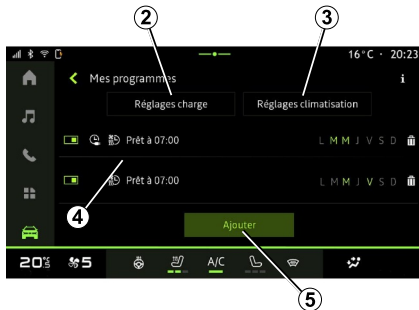 2
3
16°C · 20:23
Mes programmes
i
Réglages charge
Réglages climatisation
Prêt à 07:00
L M M J V S D
Prêt à 07:00
L M M J V S D
4
Ajouter
20.5
5
A/C
5